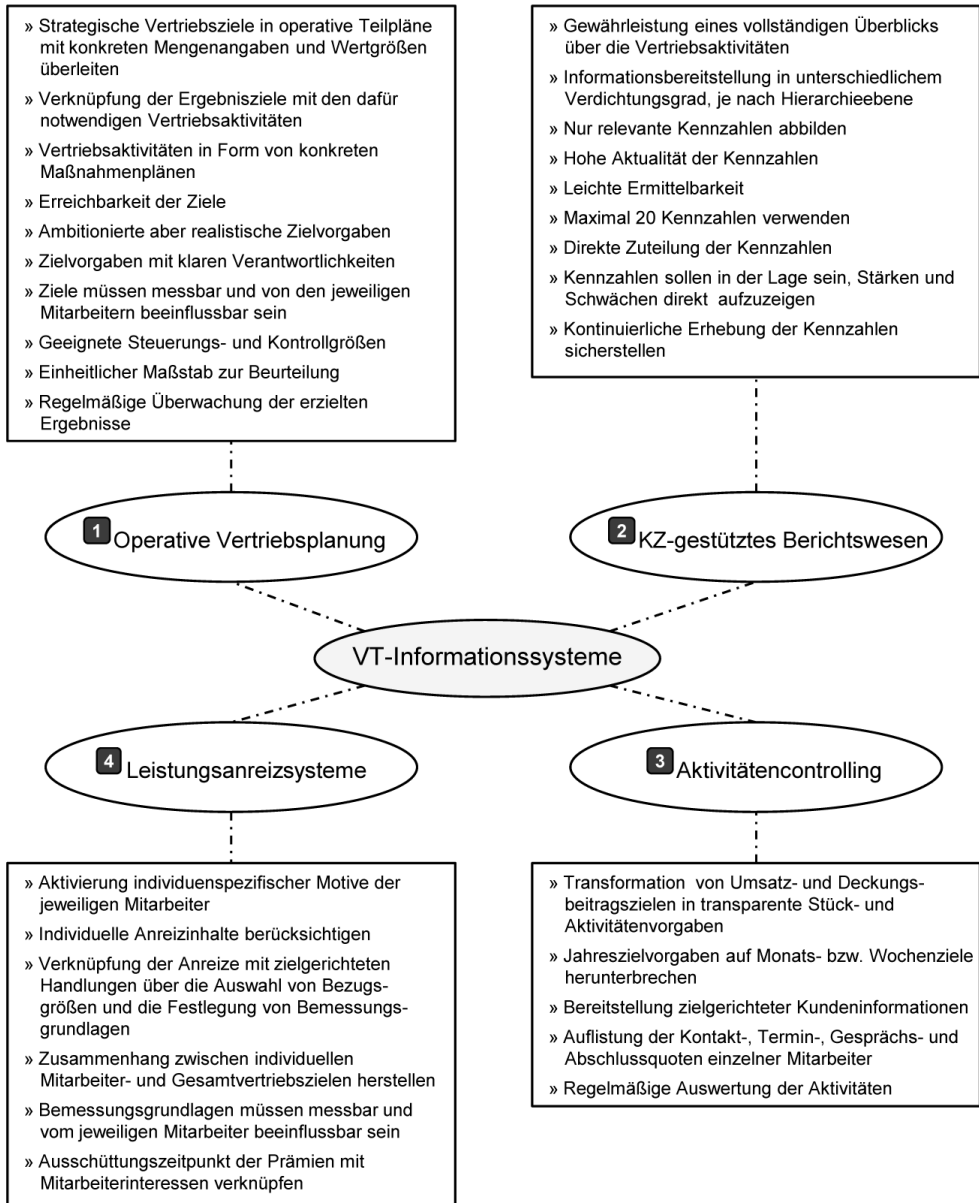 » Strategische Vertriebsziele in operative Teilpläne
mit konkreten Mengenangaben und Wertgrößen
überleiten
» Verknüpfung der Ergebnisziele mit den dafür
notwendigen Vertriebsaktivitäten
» Vertriebsaktivitäten in Form von konkreten
Maßnahmenplänen
» Erreichbarkeit der Ziele
» Ambitionierte aber realistische Zielvorgaben
» Zielvorgaben mit klaren Verantwortlichkeiten
» Ziele müssen messbar und von den jeweiligen
Mitarbeitern beeinflussbar sein
» Geeignete Steuerungs- und Kontrollgrößen
» Einheitlicher Maßstab zur Beurteilung
» Regelmäßige Überwachung der erzielten
Ergebnisse
» Gewährleistung eines vollständigen Überblicks
über die Vertriebsaktivitäten
» Informationsbereitstellung in unterschiedlichem
Verdichtungsgrad, je nach Hierarchieebene
» Nur relevante Kennzahlen abbilden
» Hohe Aktualität der Kennzahlen
» Leichte Ermittelbarkeit
» Maximal 20 Kennzahlen verwenden
» Direkte Zuteilung der Kennzahlen
» Kennzahlen sollen in der Lage sein, Stärken und
Schwächen direkt aufzuzeigen
» Kontinuierliche Erhebung der Kennzahlen
sicherstellen
1 Operative Vertriebsplanung
2 KZ-gestütztes Berichtswesen
VT-Informationssysteme
4 Leistungsanreizsysteme
3 Aktivitätencontrolling
» Aktivierung individuenspezifischer Motive der
jeweiligen Mitarbeiter
» Individuelle Anreizinhalte berücksichtigen
» Verknüpfung der Anreize mit zielgerichteten
Handlungen über die Auswahl von Bezugs-
größen und die Festlegung von Bemessungs-
grundlagen
» Zusammenhang zwischen individuellen
Mitarbeiter- und Gesamtvertriebszielen herstellen
» Bemessungsgrundlagen müssen messbar und
vom jeweiligen Mitarbeiter beeinflussbar sein
» Ausschüttungszeitpunkt der Prämien mit
Mitarbeiterinteressen verknüpfen
» Transformation von Umsatz- und Deckungs-
beitragszielen in transparente Stück- und
Aktivitätenvorgaben
» Jahreszielvorgaben auf Monats- bzw. Wochenziele
herunterbrechen
» Bereitstellung zielgerichteter Kundeninformationen
» Auflistung der Kontakt-, Termin-, Gesprächs- und
Abschlussquoten einzelner Mitarbeiter
» Regelmäßige Auswertung der Aktivitäten